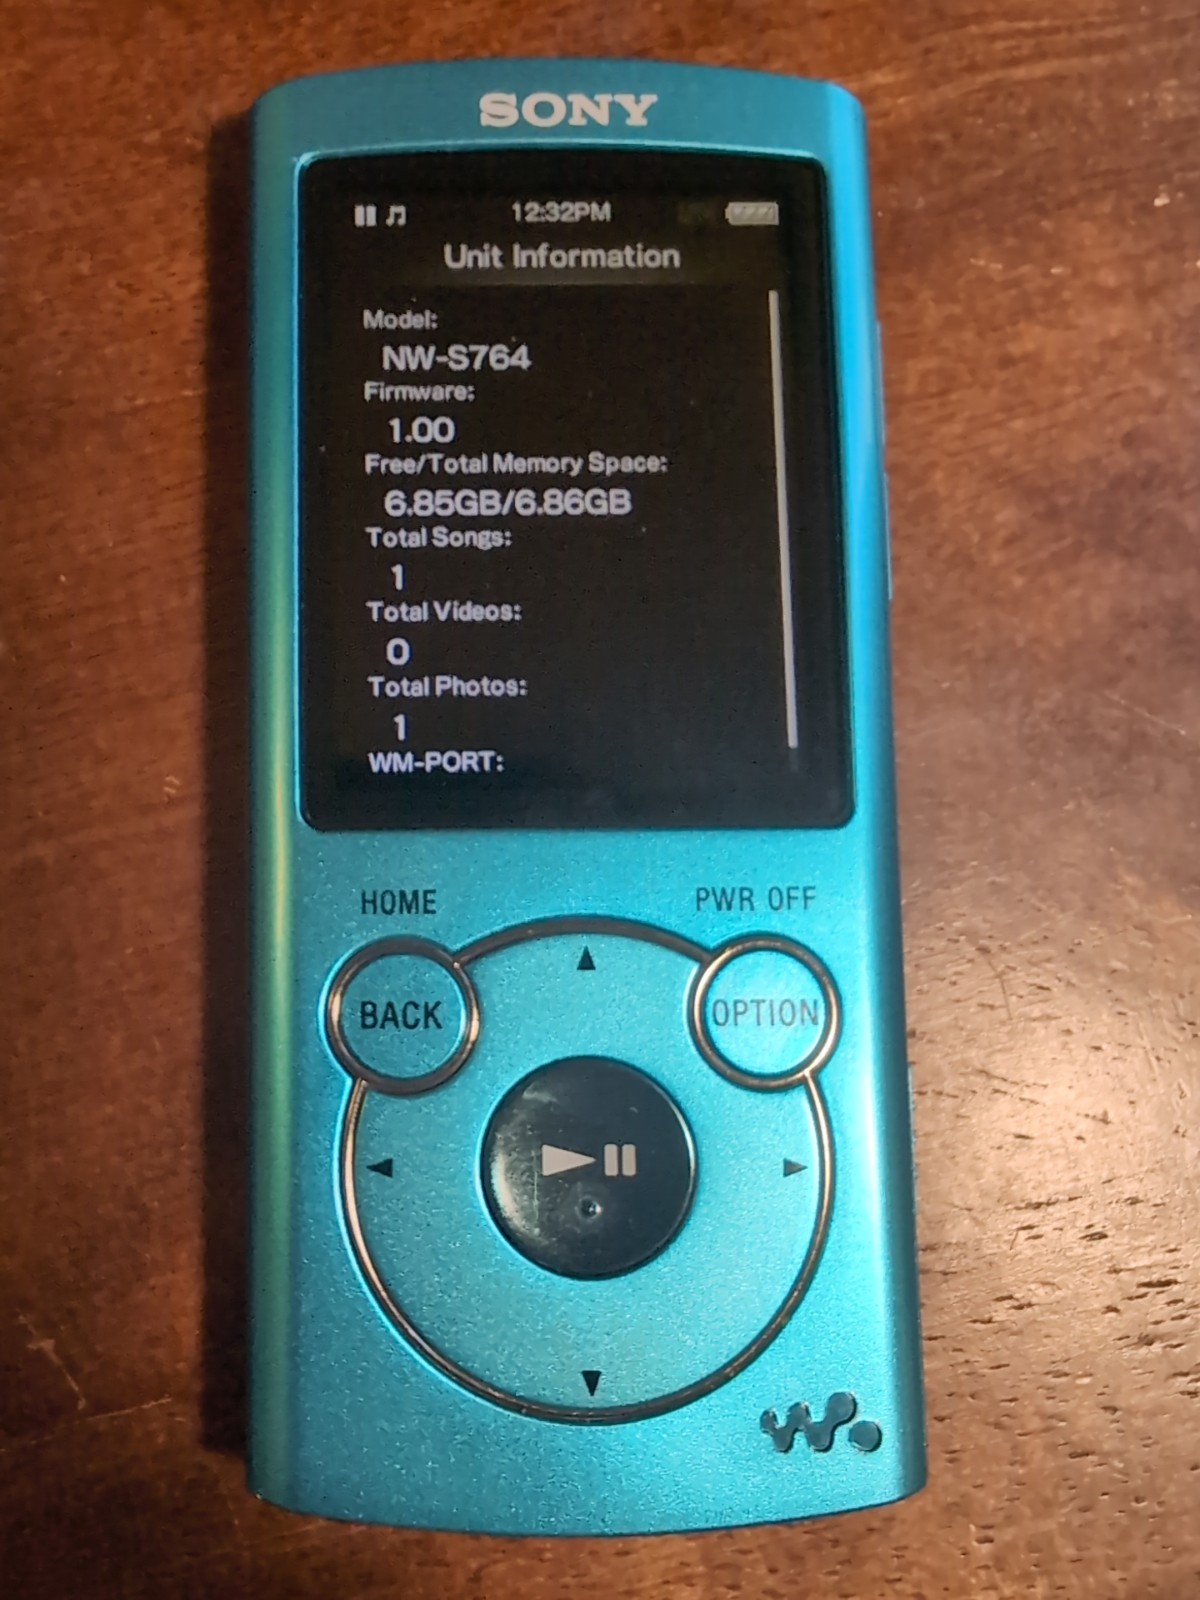 SONY
12:32PM
Unit Information
Model:
NW-S764
Firmware:
1.00
Free/Total Memory Space:
6.85GB/6.86GB
Total Songs:
1
Total Videos:
0
Total Photos:
1
WM-PORT:
HOME
PWR OFF
BACK
OPTION